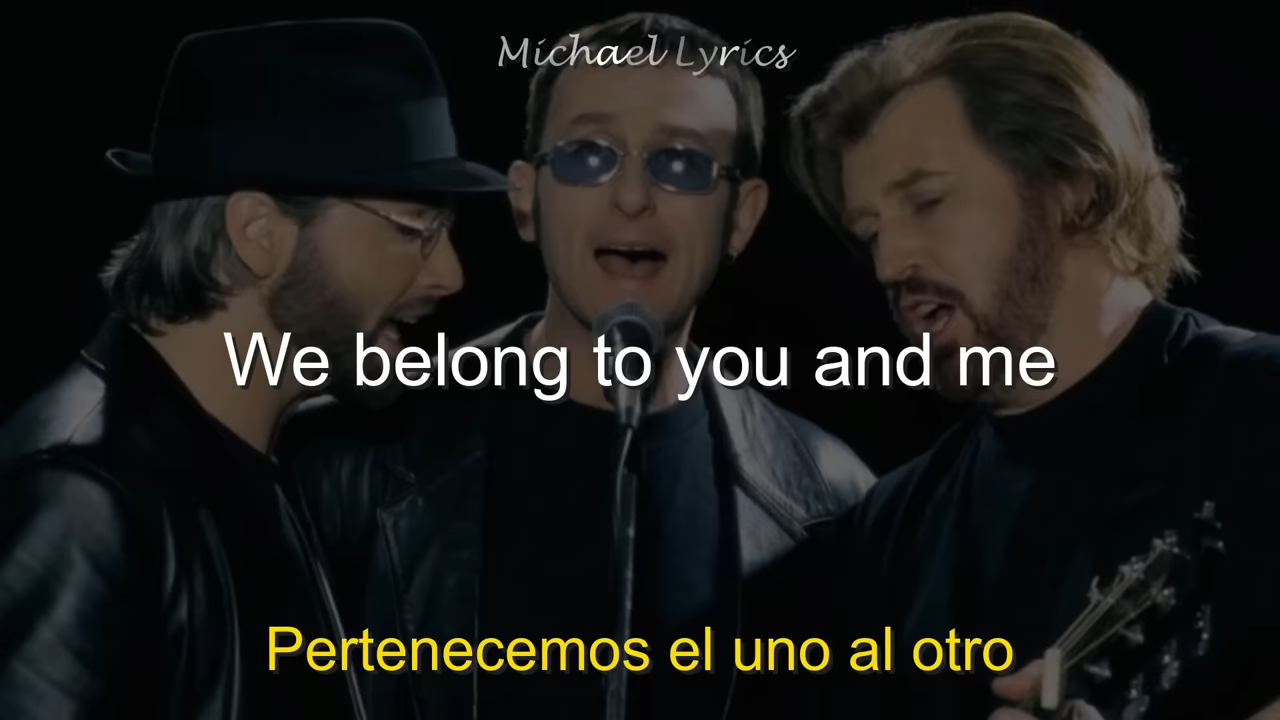 Michael Lyrics
We belong to you and me
Pertenecemos el uno al otro